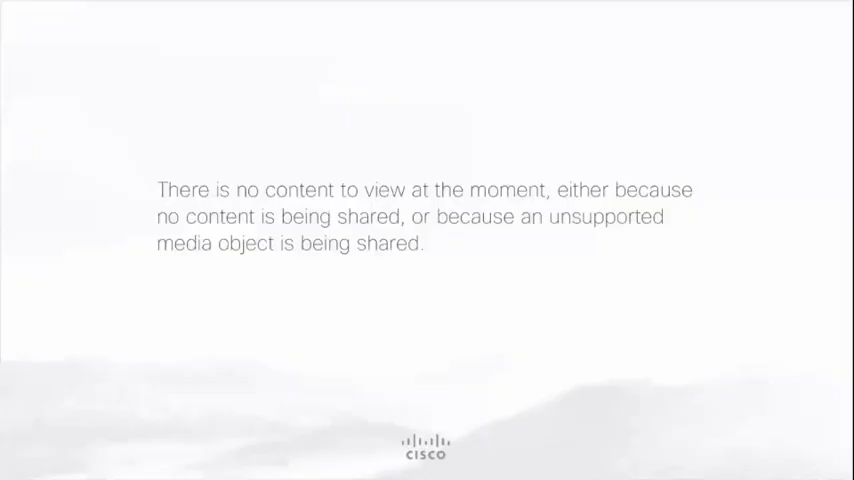 There is no content to view at the moment, either because
no content is being shared, or because an unsupported
media object is being shared.
CISCO